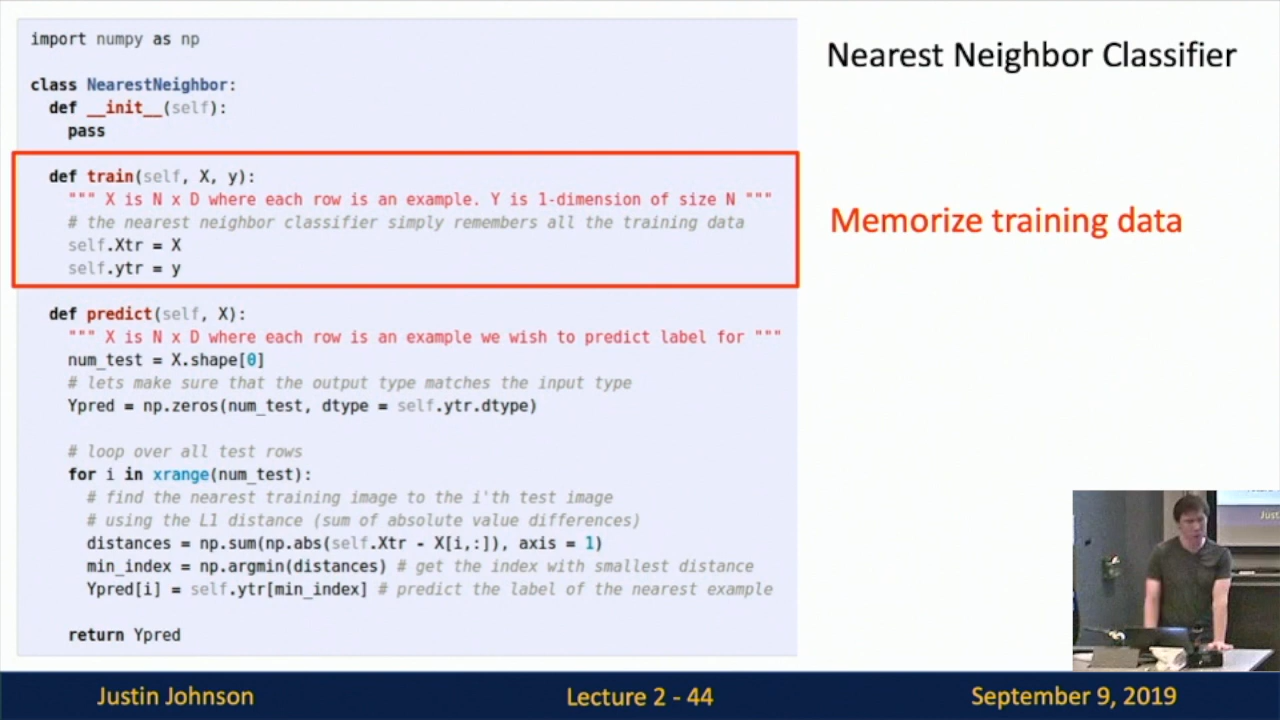 import numpy as np
class NearestNeighbor:
def __init__(self):
pass
def train(self, X, y):
""" X is N x D where each row is an example. Y is 1-dimension of size N """
# the nearest neighbor classifier simply remembers all the training data
self.Xtr = X
self.ytr = y
def predict(self, X):
""" X is N x D where each row is an example we wish to predict label for """
num_test = X.shape[0]
# lets make sure that the output type matches the input type
Ypred = np.zeros(num_test, dtype = self.ytr.dtype)
# loop over all test rows
for i in xrange(num_test):
# find the nearest training image to the i'th test image
# using the L1 distance (sum of absolute value differences)
distances = np.sum(np.abs(self.Xtr - X[i,:]), axis = 1)
min_index = np.argmin(distances) # get the index with smallest distance
Ypred[i] = self.ytr[min_index] # predict the label of the nearest example
return Ypred
Nearest Neighbor Classifier
Memorize training data
Justin Johnson
Lecture 2 - 44
September 9, 2019